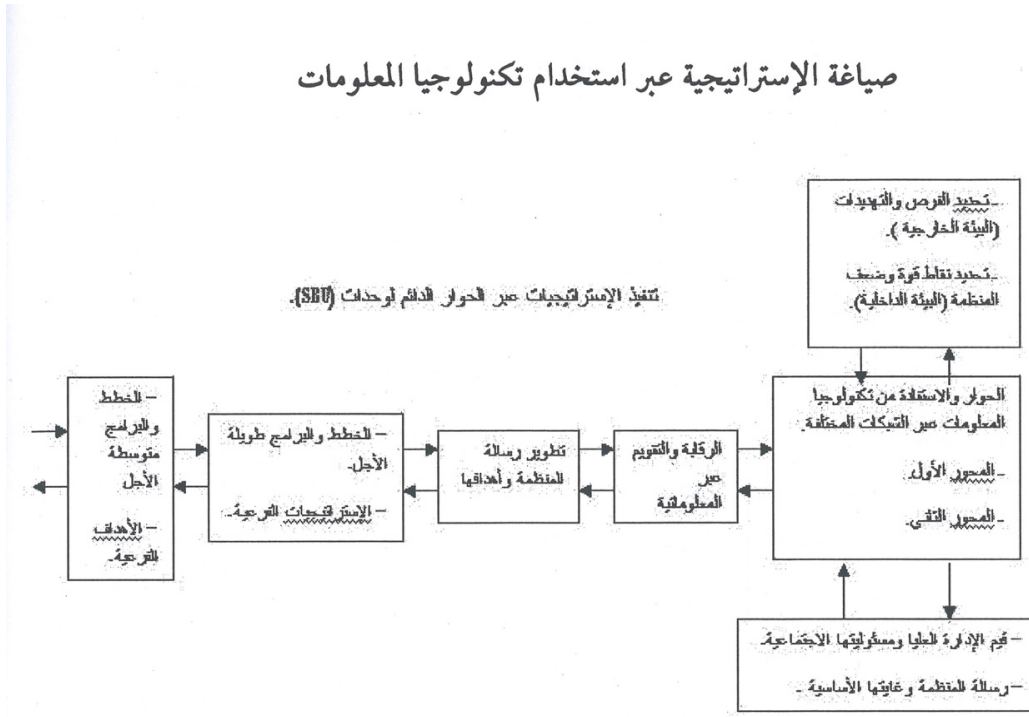 صياغة الإستراتيجية عبر استخدام تكنولوجيا المعلومات
ـ تحديد الفرص والتهديدات
(البيئة الخارجية ).
ـ تحديد نقاط قوة وضعف
المنظمة (البيئة الداخلية).
تنفيذ الإستراتيجيات عبر الحوار الدائم لوحدات (SBU).
الحوار والاستفادة من تكنولوجيا
المعلومات عبر الشبكات المختلفة.
ـ المحور الأول.
ـ المحور الثاني.
الرقابة والتقويم
عبر
المعلوماتية
تطوير رسالة
المنظمة وأهدافها
– الخطط والبرامج طويلة
الأجل.
– الإستراتيجيات الفرعية.
– الخطط
والبرامج
متوسطة
الأجل
– الأهداف
الفرعية.
– قيم الإدارة العليا ومسئوليتها الاجتماعية.
– رسالة المنظمة وغايتها الأساسية .